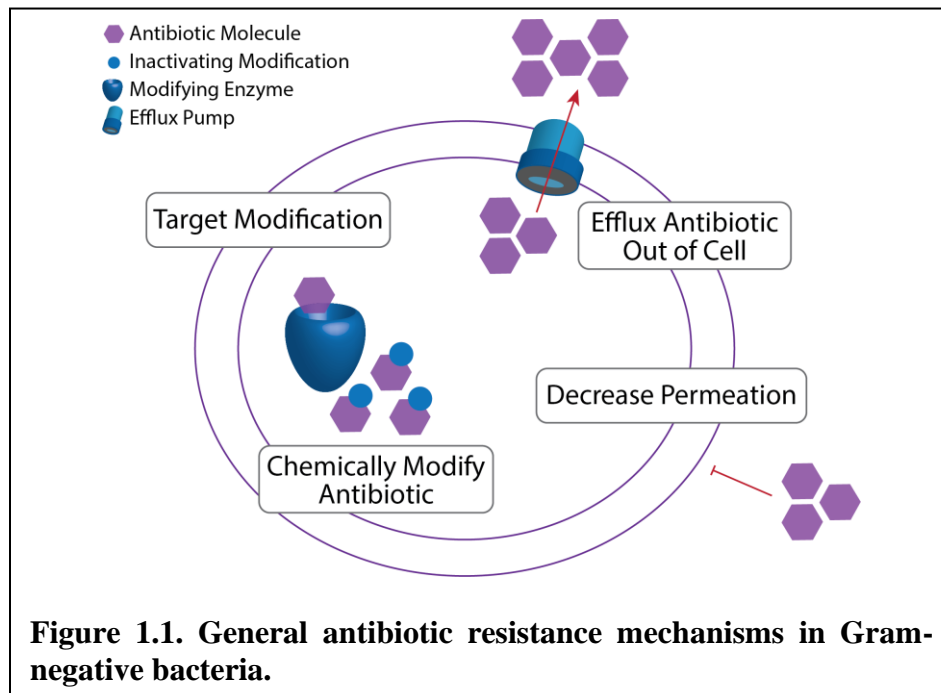 Antibiotic Molecule
Inactivating Modification
Modifying Enzyme
Efflux Pump
Target Modification
Efflux Antibiotic
Out of Cell
Decrease Permeation
Chemically Modify
Antibiotic
Figure 1.1. General antibiotic resistance mechanisms in Gram-
negative bacteria.